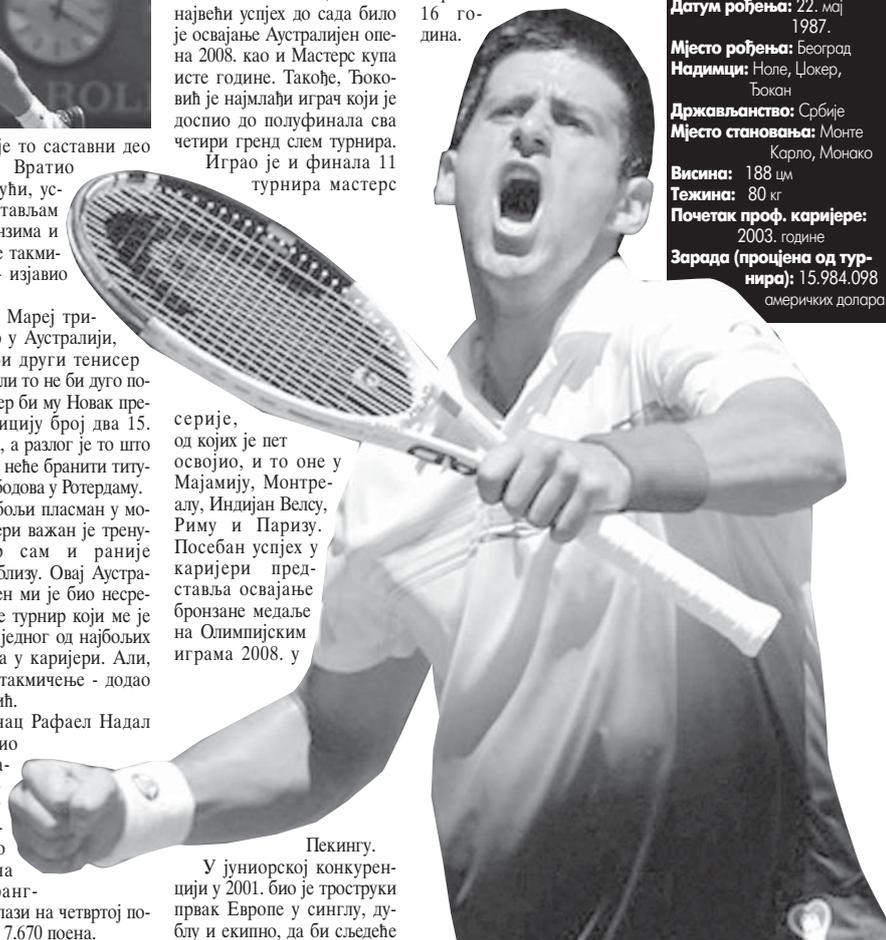 BOLL
је то саставни део
Вратио
ући, ус-
тављам
нзима и
е такми-
- изјавио
Мареј три-
у Аустралији,
и други тенисер
ли то не би дуго по-
ер би му Новак пре-
ицију број два 15.
, а разлог је то што
неће бранити титу-
бодова у Ротердаму.
бољи пласман у мо-
ери важан је трену-
сам и раније
близу. Овај Аустра-
ен ми је био несре-
е турнир који ме је
једног од најбољих
а у каријери. Али,
такмичење - додао
ић.
нац Рафаел Надал
ио
а-
о
на
ранг-
лази на четвртој по-
7.670 поена.
највећи успјех до сада било
је освајање Аустралијен опе-
на 2008. као и Мастерс купа
исте године. Такође, Ђоко-
вић је најмлађи играч који је
доспио до полуфинала сва
четири гренд слем турнира.
Играо је и финала 11
турнира мастерс
серије,
од којих је пет
освојио, и то оне у
Мајамију, Монтре-
алу, Индијан Велсу,
Риму и Паризу.
Посебан успјех у
каријери пред-
ставља освајање
бронзане медаље
на Олимпијским
играма 2008. у
Пекингу.
У јуниорској конкурен-
цији у 2001. био је троструки
првак Европе у синглу, ду-
блу и екипно, да би сљедеће
16 го-
дина.
Датум рођења: 22. мај
1987.
Мјесто рођења: Београд
Надимци: Ноле, Џокер,
Ђокан
Држављанство: Србије
Мјесто становања: Монте
Карло, Монако
Висина: 188 цм
Тежина: 80 кг
Почетак проф. каријере:
2003. године
Зарада (процјена од тур-
нира): 15.984.098
америчких долара